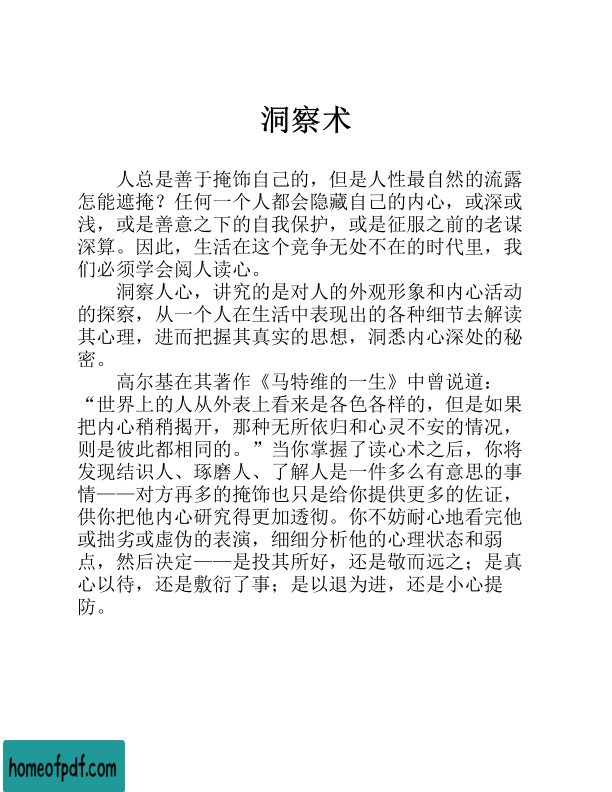 洞察术
人总是善于掩饰自己的，但是人性最自然的流露
怎能遮掩？任何一个人都会隐藏自己的内心，或深或
浅，或是善意之下的自我保护，或是征服之前的老谋
深算。因此，生活在这个竞争无处不在的时代里，我
们必须学会阅人读心。
洞察人心，讲究的是对人的外观形象和内心活动
的探察，从一个人在生活中表现出的各种细节去解读
其心理，进而把握其真实的思想，洞悉内心深处的秘
密。
高尔基在其著作《马特维的一生》中曾说道：
“世界上的人从外表上看来是各色各样的，但是如果
把内心稍稍揭开，那种无所依归和心灵不安的情况，
则是彼此都相同的。”当你掌握了读心术之后，你将
发现结识人、琢磨人、了解人是一件多么有意思的事
情——对方再多的掩饰也只是给你提供更多的佐证，
供你把他内心研究得更加透彻。你不妨耐心地看完他
或拙劣或虚伪的表演，细细分析他的心理状态和弱
点，然后决定——是投其所好，还是敬而远之；是真
心以待，还是敷衍了事；是以退为进，还是小心提
防。
homeofpdf.com